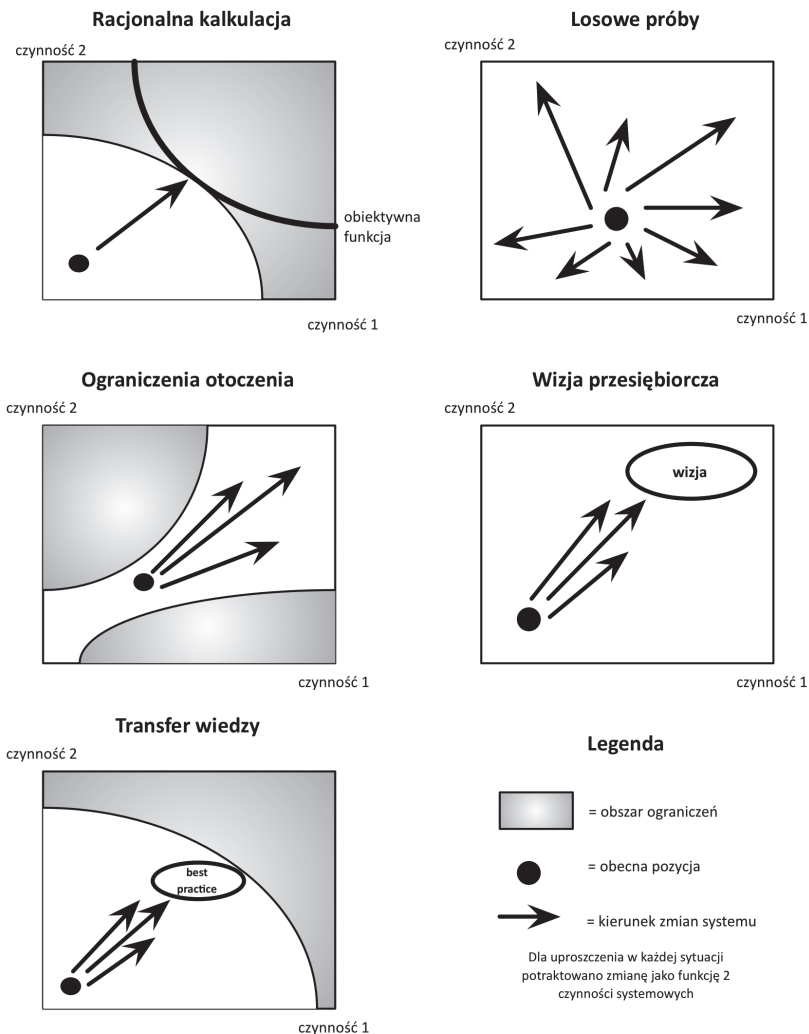 Racjonalna kalkulacja
czynność 2
obiektywna
funkcja
czynność 1
Losowe próby
czynność 2
czynność 1
Ograniczenia otoczenia
czynność 2
czynność 1
Wizja przesiębiorcza
czynność 2
wizja
czynność 1
Transfer wiedzy
czynność 2
best
practice
czynność 1
Legenda
= obszar ograniczeń
= obecna pozycja
= kierunek zmian systemu
Dla uproszczenia w każdej sytuacji
potraktowano zmianę jako funkcję 2
czynności systemowych